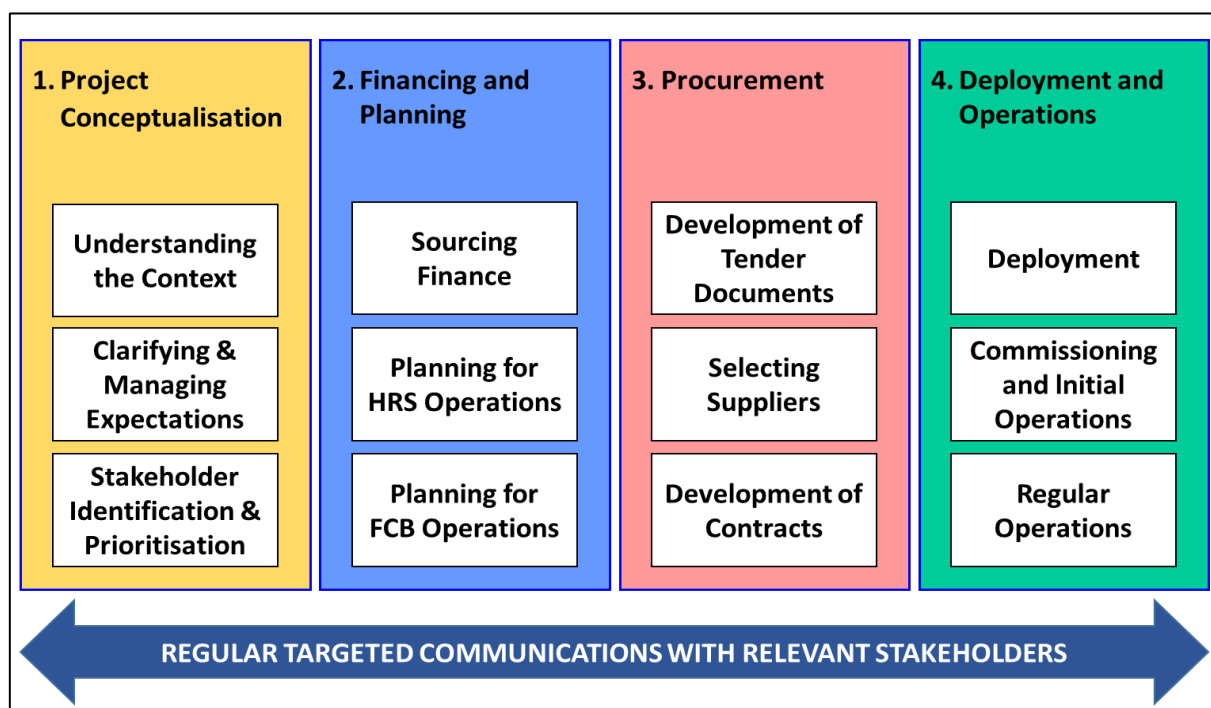 1. Project
Conceptualisation
Understanding
the Context
Clarifying &
Managing
Expectations
Stakeholder
Identification &
Prioritisation
2. Financing and
Planning
Sourcing
Finance
Planning for
HRS Operations
Planning for
FCB Operations
3. Procurement
Development of
Tender
Documents
Selecting
Suppliers
Development of
Contracts
4. Deployment and
Operations
Deployment
Commissioning
and Initial
Operations
Regular
Operations
REGULAR TARGETED COMMUNICATIONS WITH RELEVANT STAKEHOLDERS